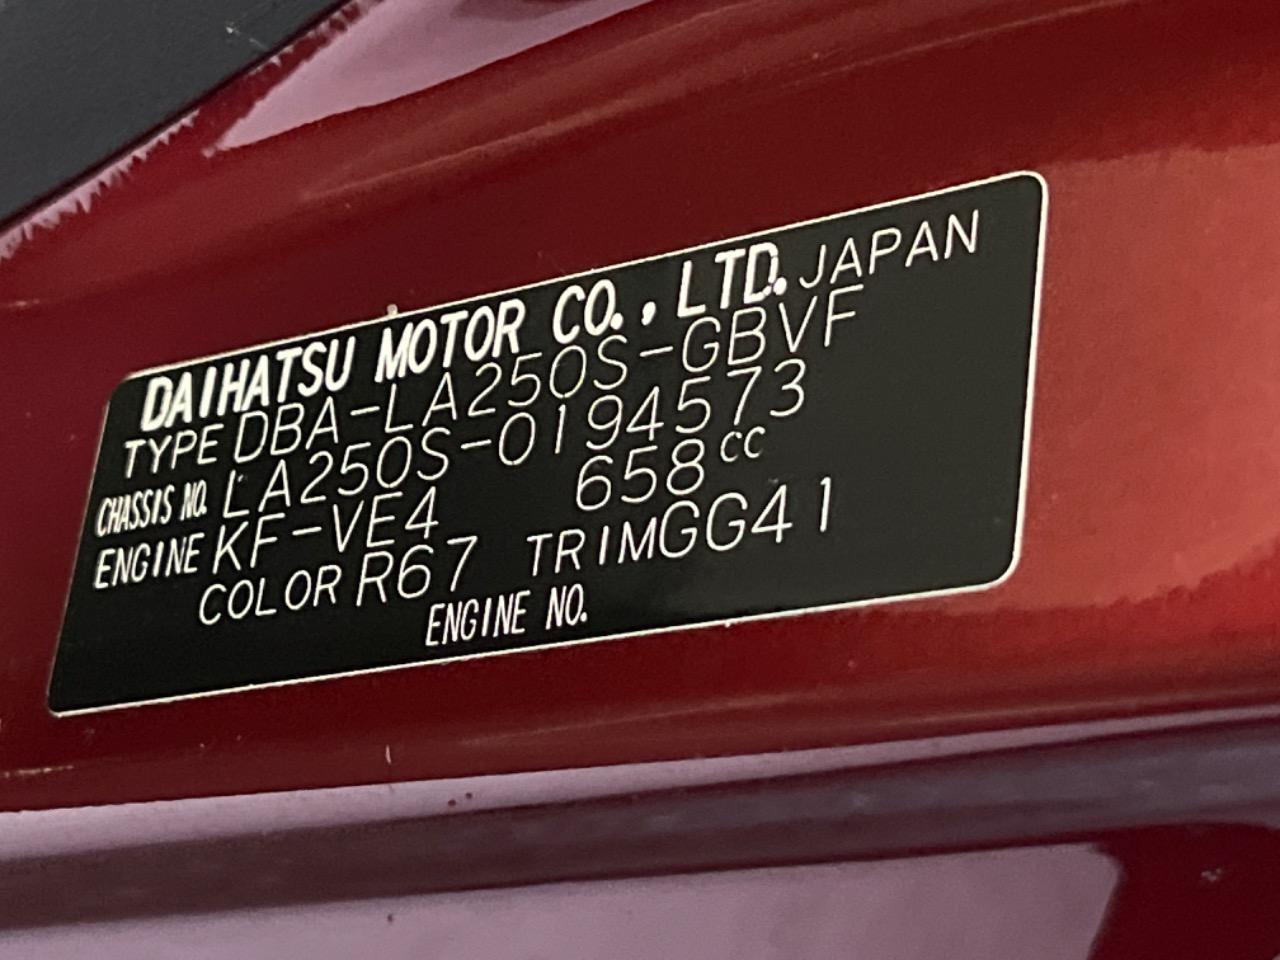 DAIHATSU MOTOR CO., LTD. JAPAN
TYPE DBA-LA250S-GBVF
CHASSIS NO. LA250S-0194573
ENGINE KF-VE4 658cc
COLOR R67 TRIM GG41
ENGINE NO.